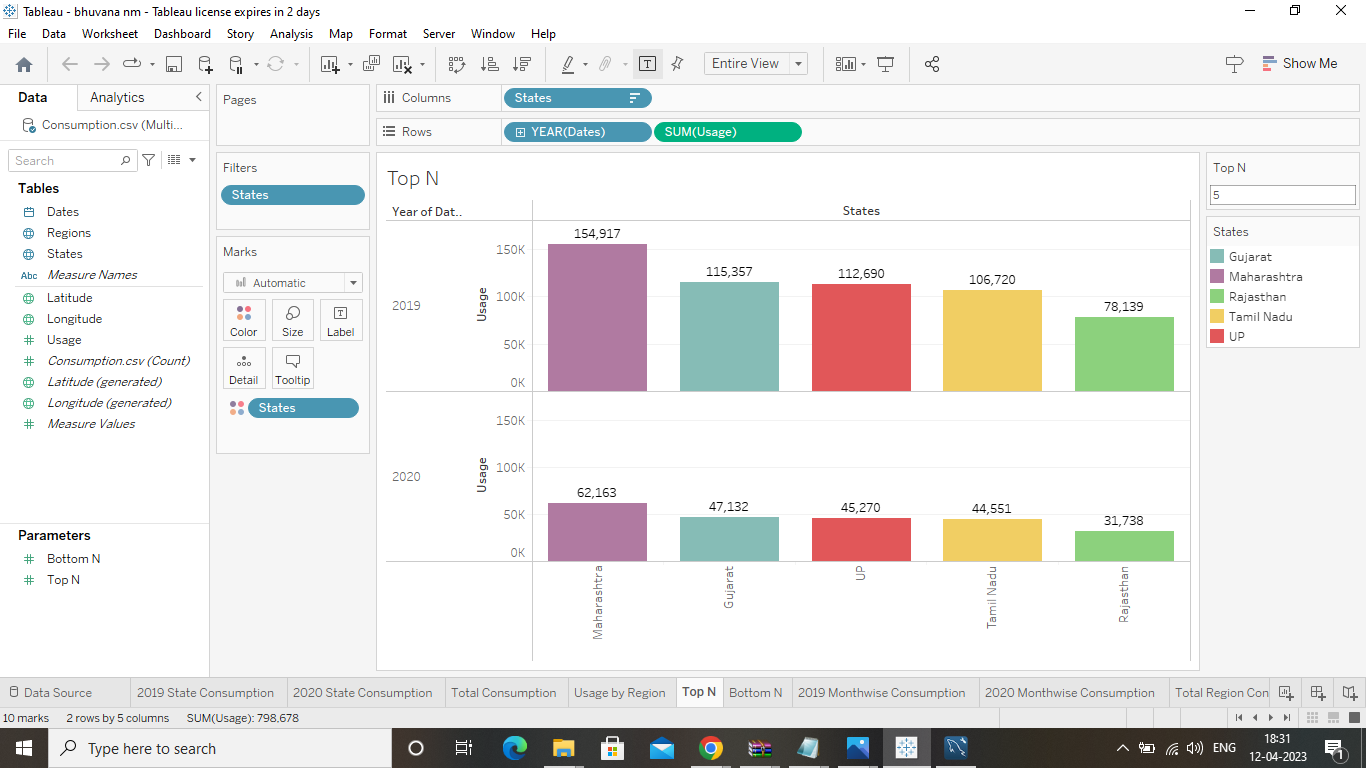 Tableau - bhuvana nm - Tableau license expires in 2 days
File Data Worksheet Dashboard Story Analysis Map Format Server Window Help
Entire View
Show Me
Data Analytics
Consumption.csv (Multi...
Search
Tables
Dates
Regions
States
Abc Measure Names
Latitude
Longitude
Usage
Consumption.csv (Count)
Latitude (generated)
Longitude (generated)
Measure Values
Parameters
Bottom N
Top N
Pages
Filters
States
Marks
Automatic
Color Size Label
Detail Tooltip
States
Columns States
Rows YEAR(Dates) SUM(Usage)
Top N
Year of Dat..
States
2019
Usage
150K
100K
50K
0K
154,917
115,357
112,690
106,720
78,139
2020
Usage
150K
100K
50K
0K
62,163
47,132
45,270
44,551
31,738
Maharashtra
Gujarat
UP
Tamil Nadu
Rajasthan
Top N
5
States
Gujarat
Maharashtra
Rajasthan
Tamil Nadu
UP
Data Source 2019 State Consumption 2020 State Consumption Total Consumption Usage by Region Top N Bottom N 2019 Monthwise Consumption 2020 Monthwise Consumption Total Region Con
10 marks 2 rows by 5 columns SUM(Usage): 798,678
Type here to search
ENG
18:31
12-04-2023
1